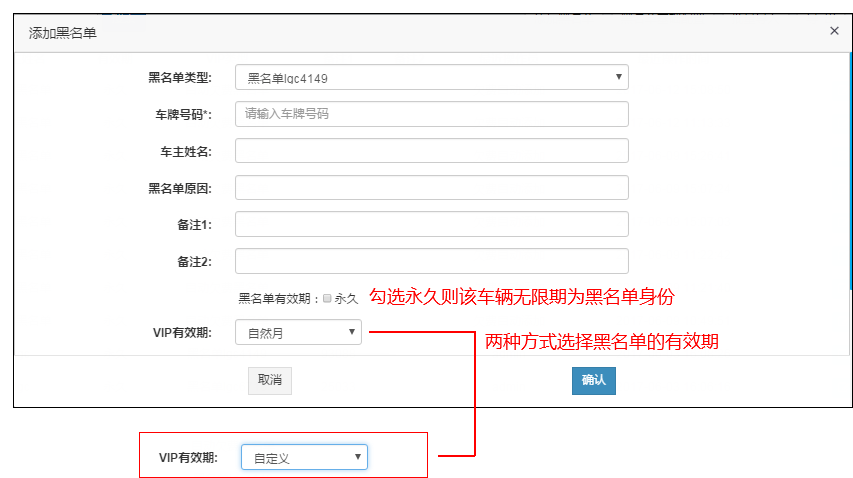 添加黑名单 ×
黑名单类型: 黑名单lgc4149
车牌号码*: 请输入车牌号码
车主姓名:
黑名单原因:
备注1:
备注2:
黑名单有效期：永久 勾选永久则该车辆无限期为黑名单身份
VIP有效期: 自然月
两种方式选择黑名单的有效期
取消 确认
VIP有效期: 自定义